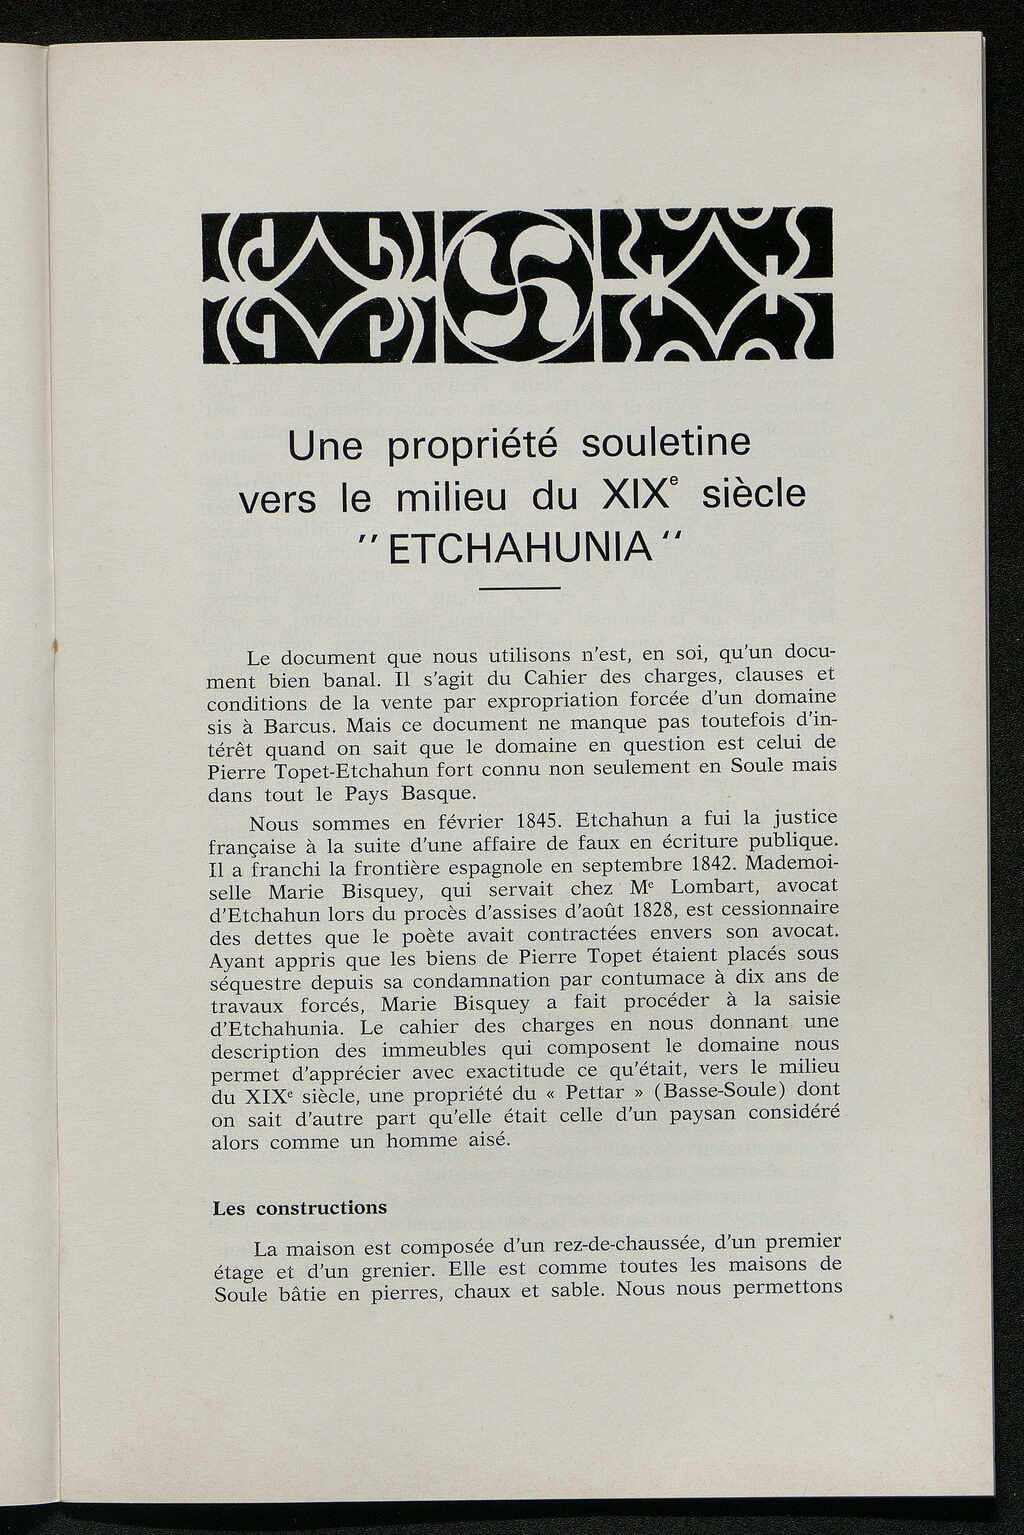 Une propriété souletine
vers le milieu du XIXe siècle
"ETCHAHUNIA"
Le document que nous utilisons n'est, en soi, qu'un docu-
ment bien banal. Il s'agit du Cahier des charges, clauses et
conditions de la vente par expropriation forcée d'un domaine
sis à Barcus. Mais ce document ne manque pas toutefois d'in-
térêt quand on sait que le domaine en question est celui de
Pierre Topet-Etchahun fort connu non seulement en Soule mais
dans tout le Pays Basque.
Nous sommes en février 1845. Etchahun a fui la justice
française à la suite d'une affaire de faux en écriture publique.
Il a franchi la frontière espagnole en septembre 1842. Mademoi-
selle Marie Bisquey, qui servait chez Me Lombart, avocat
d'Etchahun lors du procès d'assises d'août 1828, est cessionnaire
des dettes que le poète avait contractées envers son avocat.
Ayant appris que les biens de Pierre Topet étaient placés sous
séquestre depuis sa condamnation par contumace à dix ans de
travaux forcés, Marie Bisquey a fait procéder à la saisie
d'Etchahunia. Le cahier des charges en nous donnant une
description des immeubles qui composent le domaine nous
permet d'apprécier avec exactitude ce qu'était, vers le milieu
du XIXe siècle, une propriété du « Pettar » (Basse-Soule) dont
on sait d'autre part qu'elle était celle d'un paysan considéré
alors comme un homme aisé.
Les constructions
La maison est composée d'un rez-de-chaussée, d'un premier
étage et d'un grenier. Elle est comme toutes les maisons de
Soule bâtie en pierres, chaux et sable. Nous nous permettons